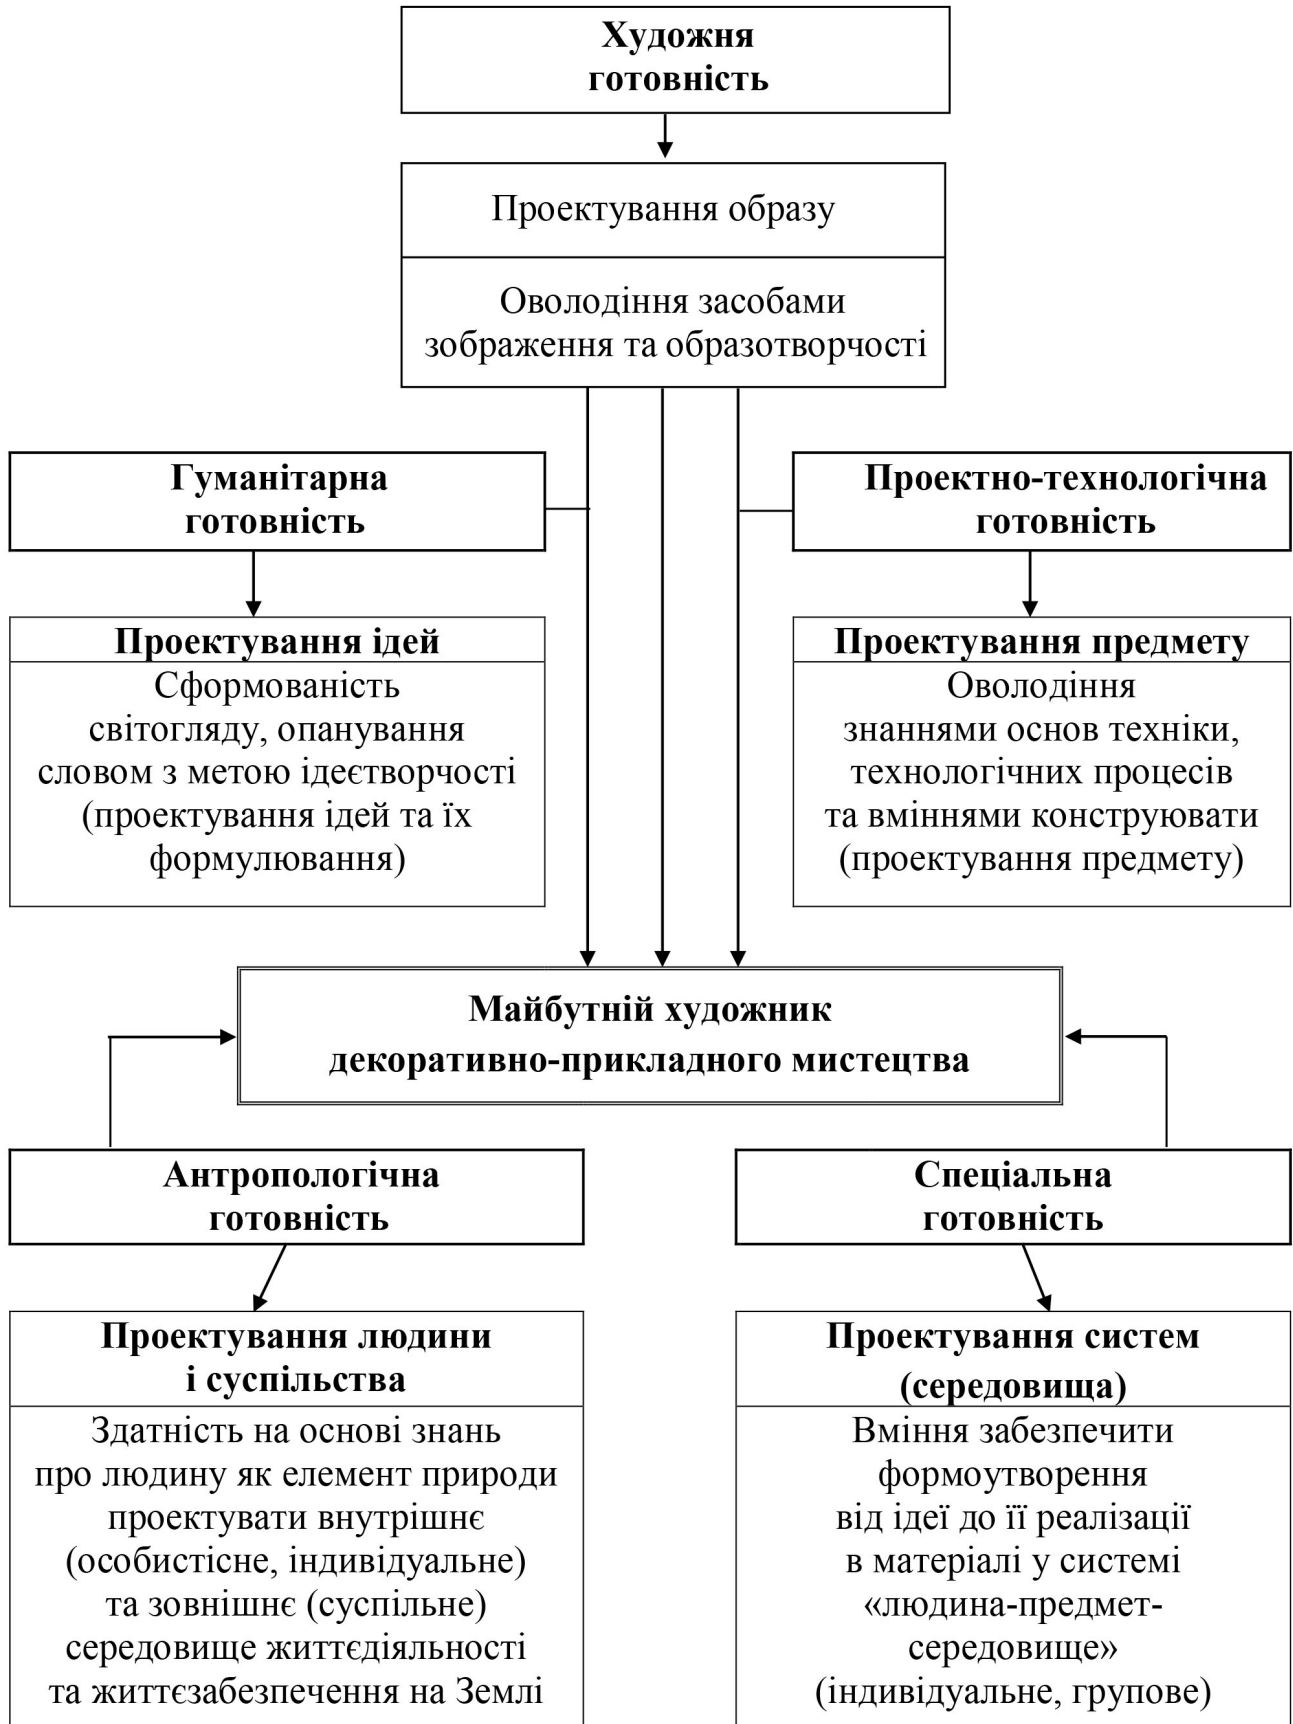 Художня
готовність
Проектування образу
Оволодіння засобами
зображення та образотворчості
Гуманітарна
готовність
Проектно-технологічна
готовність
Проектування ідей
Сформованість
світогляду, опанування
словом з метою ідеєтворчості
(проектування ідей та їх
формулювання)
Проектування предмету
Оволодіння
знаннями основ техніки,
технологічних процесів
та вміннями конструювати
(проектування предмету)
Майбутній художник
декоративно-прикладного мистецтва
Антропологічна
готовність
Спеціальна
готовність
Проектування людини
і суспільства
Здатність на основі знань
про людину як елемент природи
проектувати внутрішнє
(особистісне, індивідуальне)
та зовнішнє (суспільне)
середовище життєдіяльності
та життєзабезпечення на Землі
Проектування систем
(середовища)
Вміння забезпечити
формоутворення
від ідеї до її реалізації
в матеріалі у системі
«людина-предмет-
середовище»
(індивідуальне, групове)